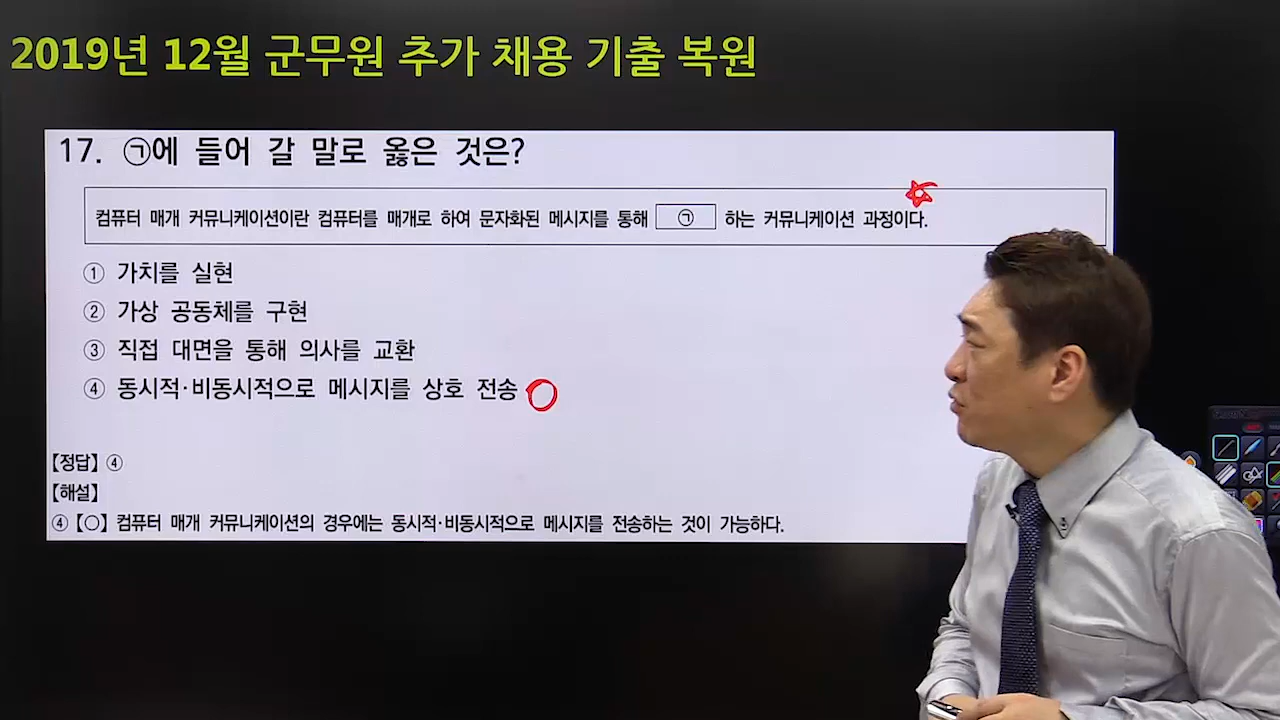 2019년 12월 군무원 추가 채용 기출 복원
17. ㉠에 들어 갈 말로 옳은 것은?
컴퓨터 매개 커뮤니케이션이란 컴퓨터를 매개로 하여 문자화된 메시지를 통해 ㉠ 하는 커뮤니케이션 과정이다.
① 가치를 실현
② 가상 공동체를 구현
③ 직접 대면을 통해 의사를 교환
④ 동시적·비동시적으로 메시지를 상호 전송
【정답】 ④
【해설】
④ 【○】 컴퓨터 매개 커뮤니케이션의 경우에는 동시적·비동시적으로 메시지를 전송하는 것이 가능하다.